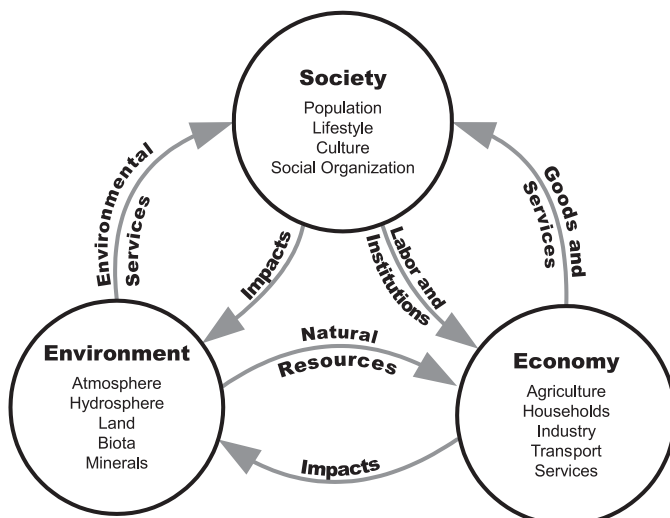 Society
Population
Lifestyle
Culture
Social Organization
Environmental
Services
Goods and
Services
Impacts
Labor and
Institutions
Environment
Atmosphere
Hydrosphere
Land
Biota
Minerals
Natural
Resources
Economy
Agriculture
Households
Industry
Transport
Services
Impacts